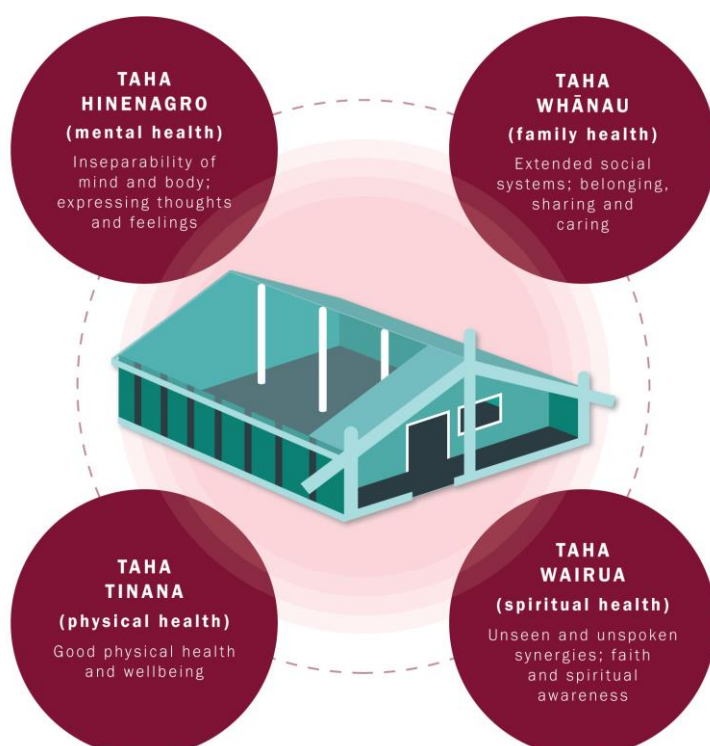 TAHA
HINENAGRO
(mental health)
Inseparability of
mind and body;
expressing thoughts
and feelings
TAHA
WHĀNAU
(family health)
Extended social
systems; belonging,
sharing and
caring
TAHA
TINANA
(physical health)
Good physical health
and wellbeing
TAHA
WAIRUA
(spiritual health)
Unseen and unspoken
synergies; faith
and spiritual
awareness